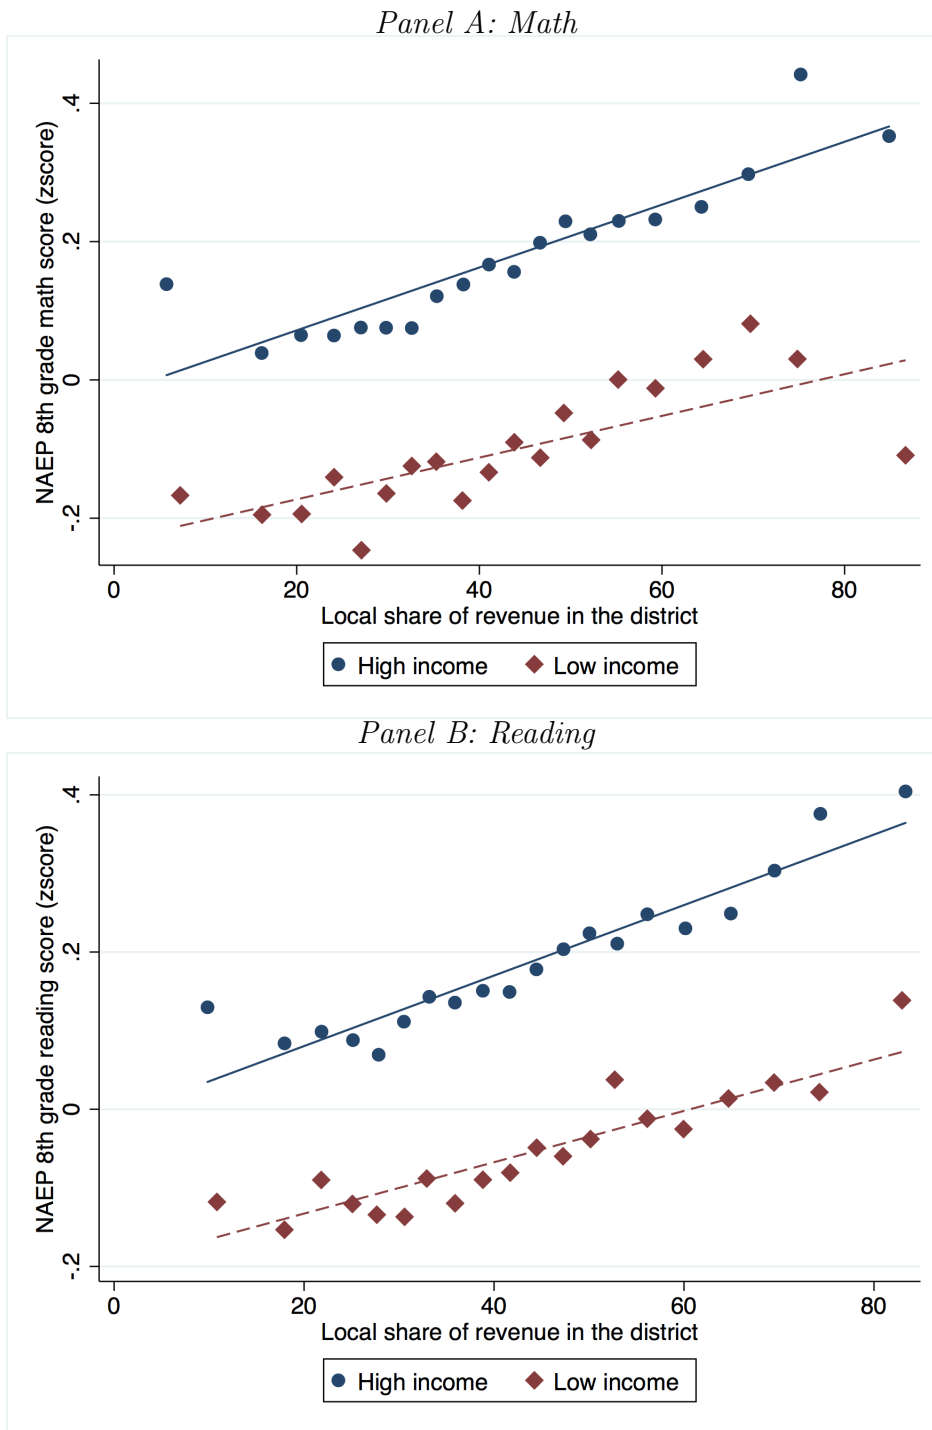 Panel A: Math
NAEP 8th grade math score (zscore)
.4
.2
0
-.2
0 20 40 60 80
Local share of revenue in the district
High income Low income
Panel B: Reading
NAEP 8th grade reading score (zscore)
.4
.2
0
-.2
0 20 40 60 80
Local share of revenue in the district
High income Low income